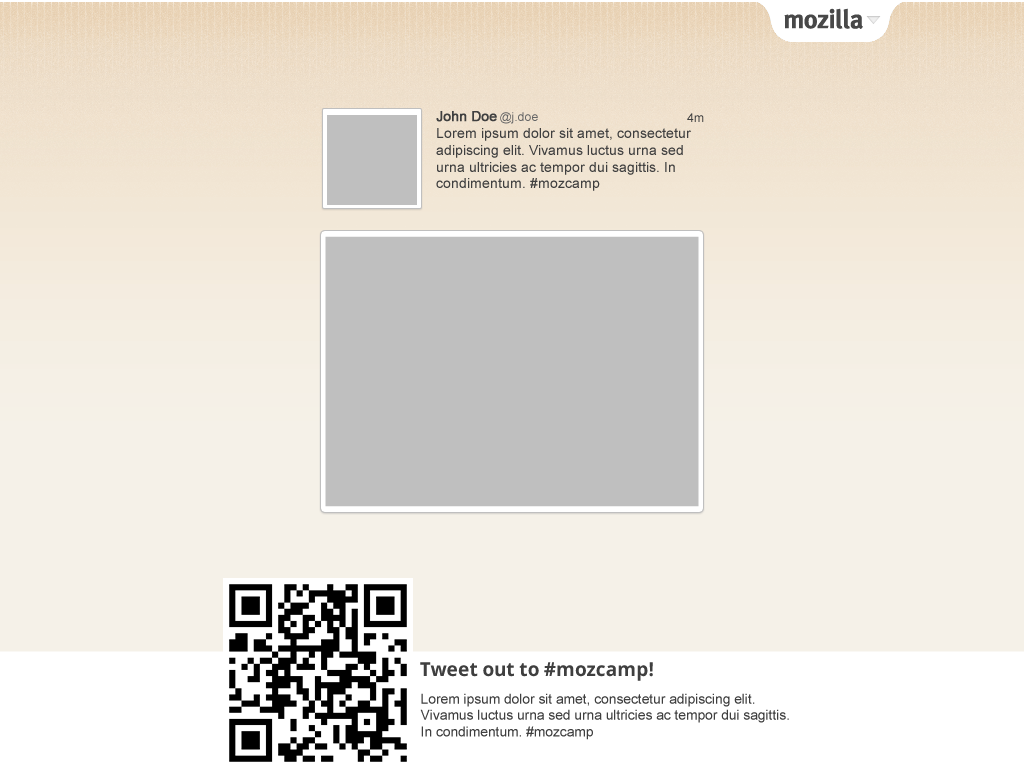 mozilla
John Doe @j.doe 4m
Lorem ipsum dolor sit amet, consectetur
adipiscing elit. Vivamus luctus urna sed
urna ultricies ac tempor dui sagittis. In
condimentum. #mozcamp
Tweet out to #mozcamp!
Lorem ipsum dolor sit amet, consectetur adipiscing elit.
Vivamus luctus urna sed urna ultricies ac tempor dui sagittis.
In condimentum. #mozcamp